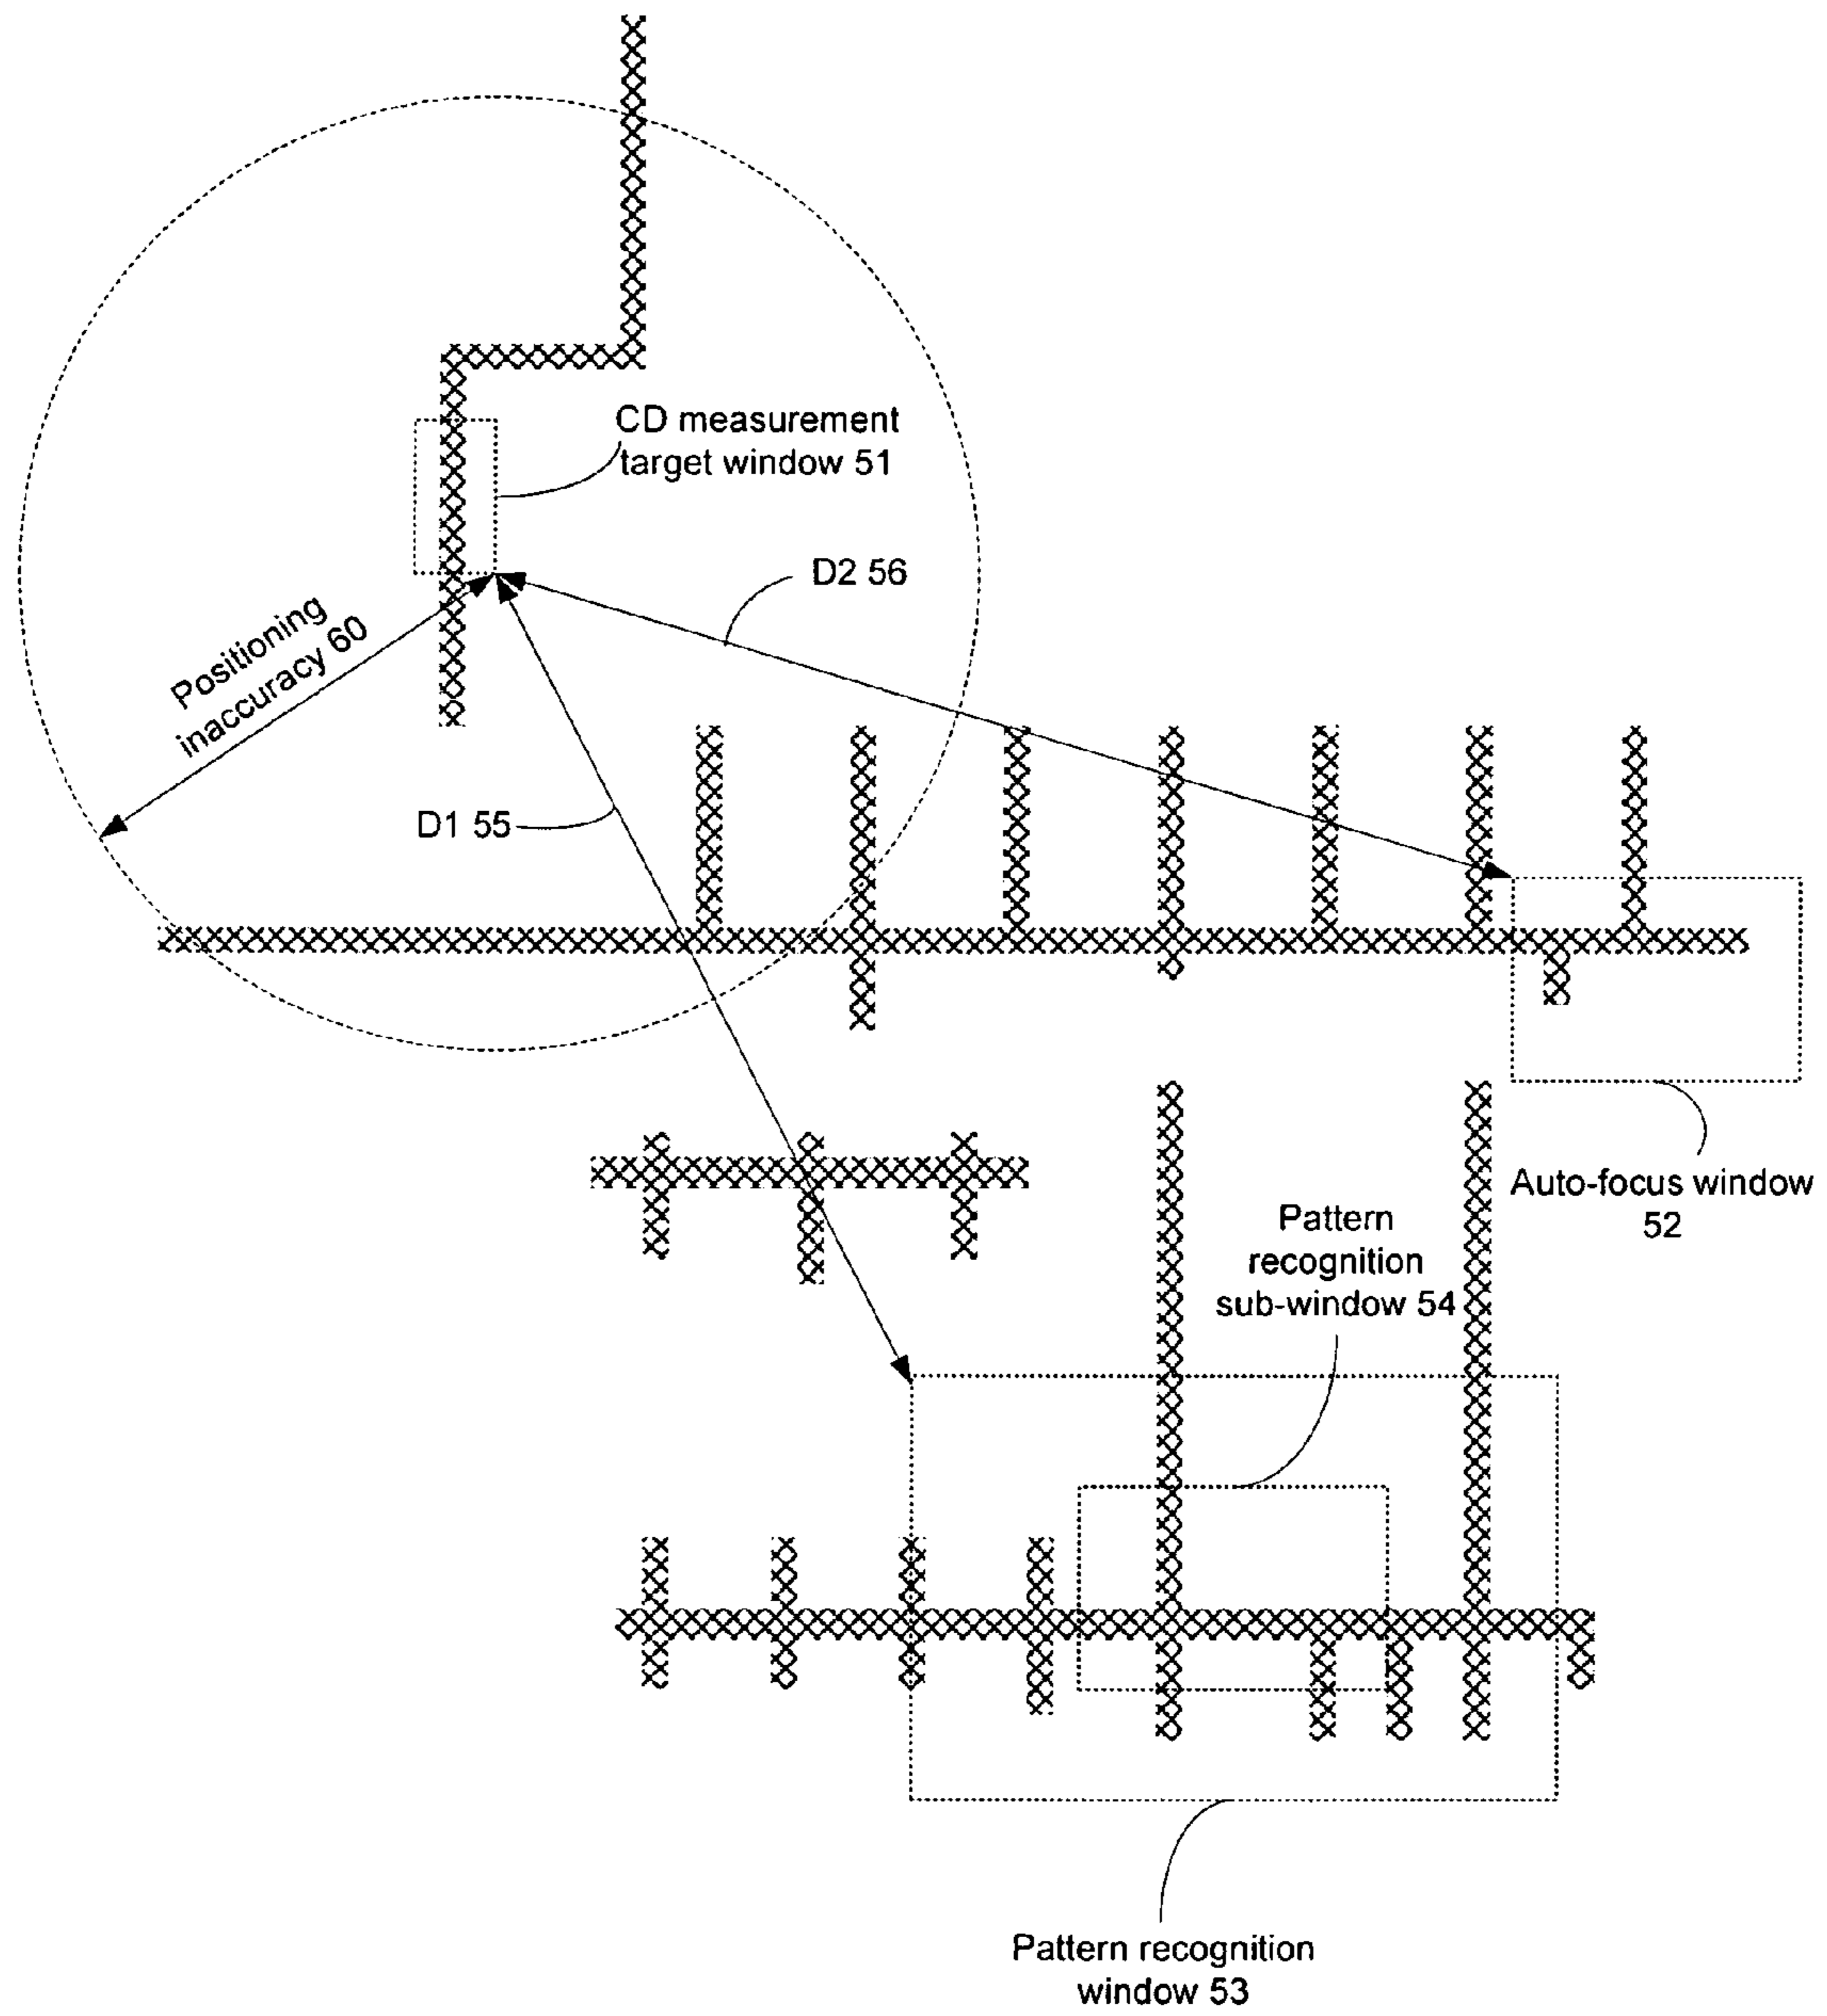 CD measurement
target window 51
D2 56
Positioning
inaccuracy 60
D1 55
Auto-focus window
52
Pattern
recognition
sub-window 54
Pattern recognition
window 53